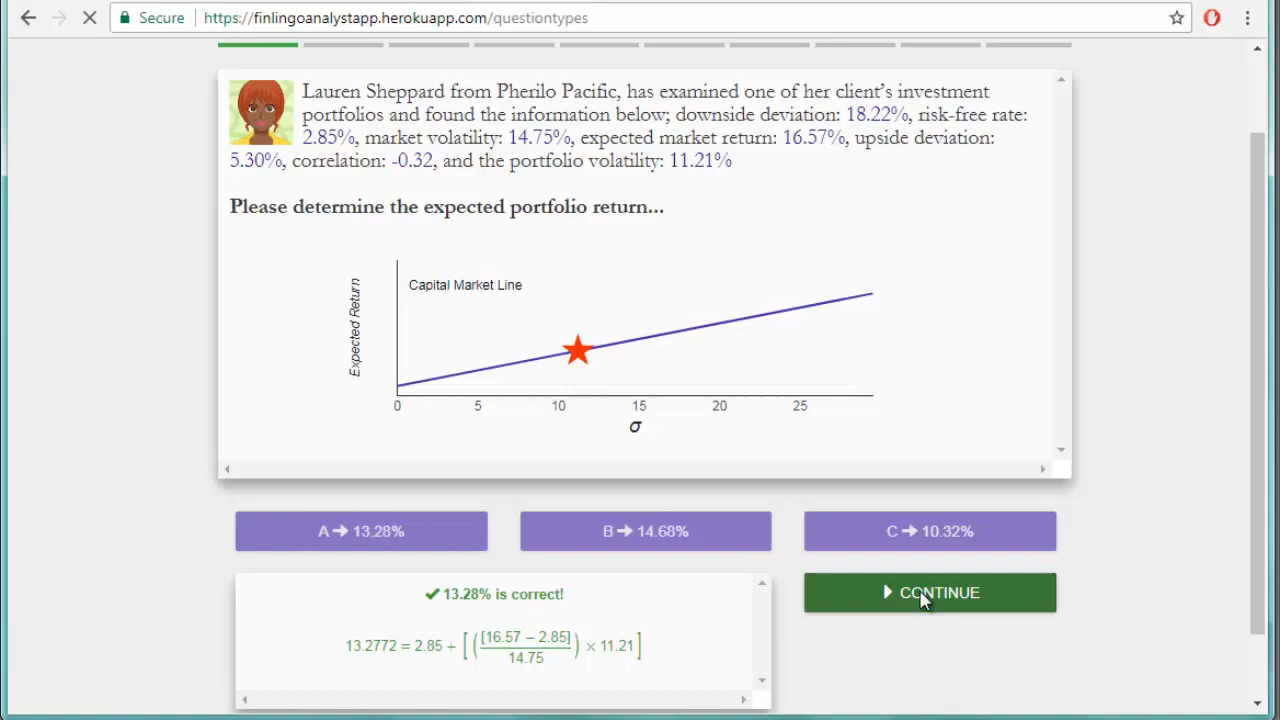 Secure https://finlingoanalystapp.herokuapp.com/questiontypes
Lauren Sheppard from Pherilo Pacific, has examined one of her client's investment
portfolios and found the information below; downside deviation: 18.22%, risk-free rate:
2.85%, market volatility: 14.75%, expected market return: 16.57%, upside deviation:
5.30%, correlation: -0.32, and the portfolio volatility: 11.21%
Please determine the expected portfolio return...
Capital Market Line
Expected Return
0 5 10 15 20 25
σ
A ➔ 13.28% B ➔ 14.68% C ➔ 10.32%
✔ 13.28% is correct!
CONTINUE
13.2772 = 2.85 + [ ( [16.57 − 2.85] / 14.75 ) × 11.21 ]